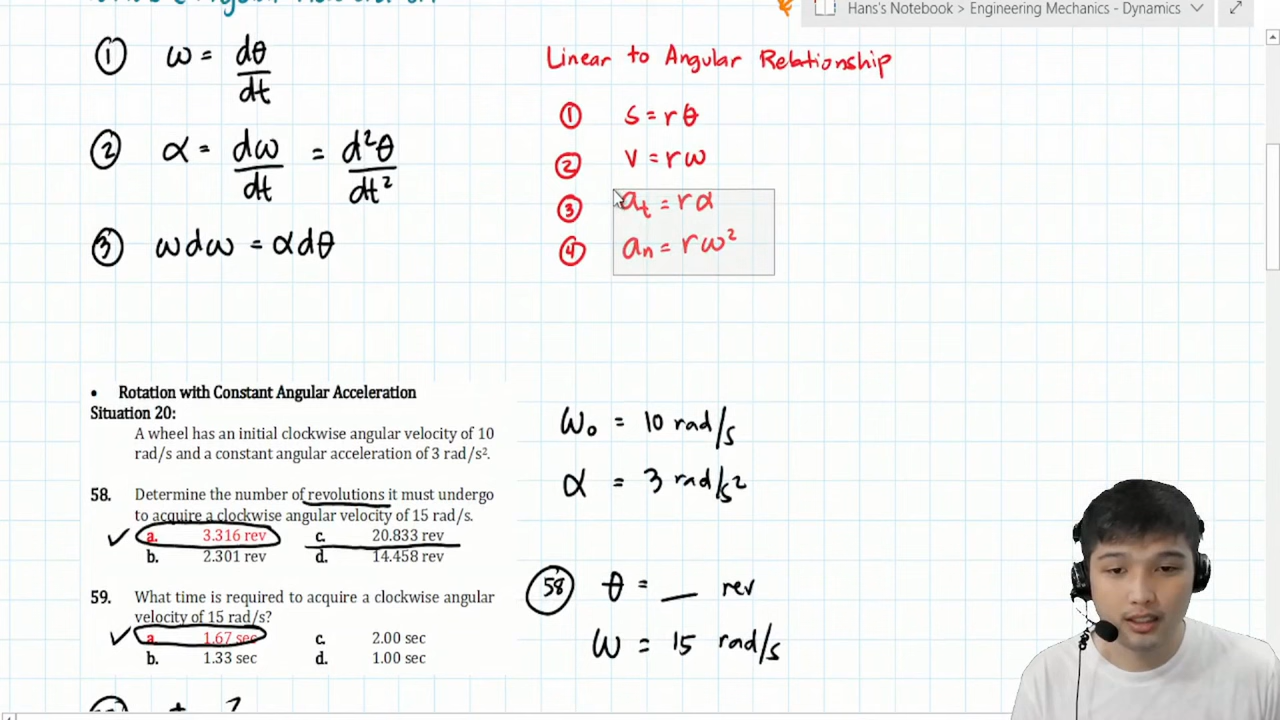 Hans's Notebook > Engineering Mechanics - Dynamics
① ω = dθ/dt
② α = dω/dt = d²θ/dt²
③ ωdω = αdθ
Linear to Angular Relationship
① s = rθ
② v = rω
③ at = rα
④ an = rω²
• Rotation with Constant Angular Acceleration
Situation 20:
A wheel has an initial clockwise angular velocity of 10
rad/s and a constant angular acceleration of 3 rad/s².
58. Determine the number of revolutions it must undergo
to acquire a clockwise angular velocity of 15 rad/s.
a. 3.316 rev c. 20.833 rev
b. 2.301 rev d. 14.458 rev
59. What time is required to acquire a clockwise angular
velocity of 15 rad/s?
a. 1.67 sec c. 2.00 sec
b. 1.33 sec d. 1.00 sec
ω₀ = 10 rad/s
α = 3 rad/s²
58 θ = __ rev
ω = 15 rad/s